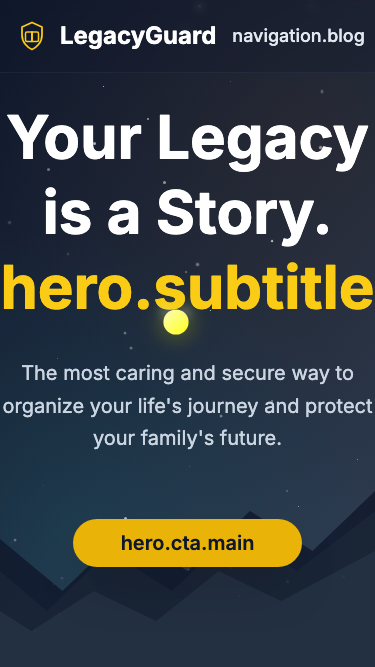 LegacyGuard navigation.blog
Your Legacy
is a Story.
hero.subtitle
The most caring and secure way to
organize your life's journey and protect
your family's future.
hero.cta.main